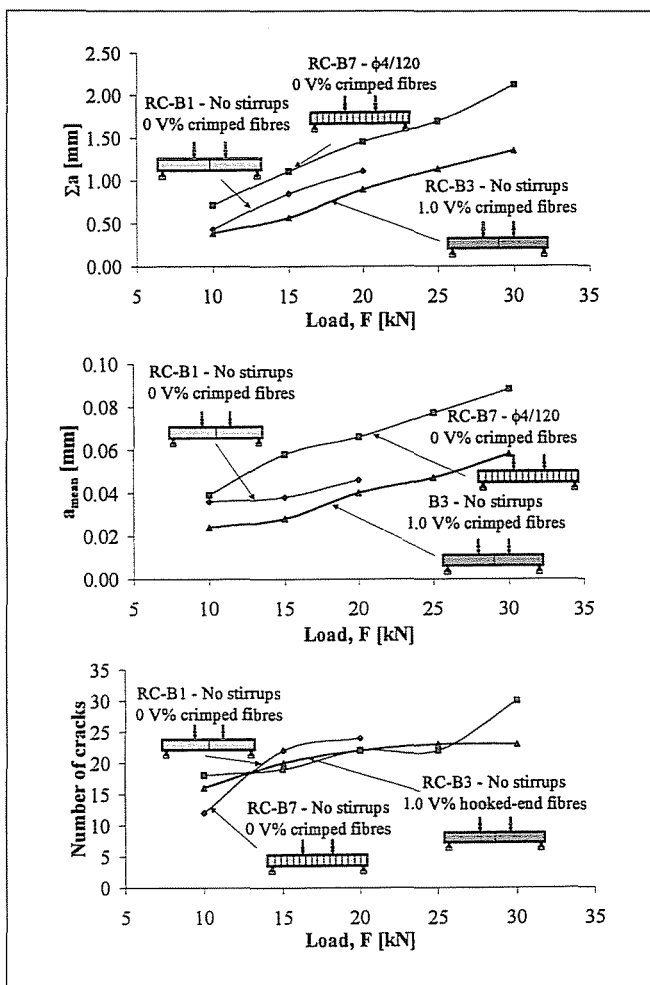 RC-B7 - ϕ4/120
0 V% crimped fibres
RC-B1 - No stirrups
0 V% crimped fibres
RC-B3 - No stirrups
1.0 V% crimped fibres
Σa [mm]
2.50
2.00
1.50
1.00
0.50
0.00
5 10 15 20 25 30 35
Load, F [kN]
RC-B1 - No stirrups
0 V% crimped fibres
RC-B7 - ϕ4/120
0 V% crimped fibres
B3 - No stirrups
1.0 V% crimped fibres
a_mean [mm]
0.10
0.08
0.06
0.04
0.02
0.00
5 10 15 20 25 30 35
Load, F [kN]
RC-B1 - No stirrups
0 V% crimped fibres
RC-B3 - No stirrups
1.0 V% hooked-end fibres
RC-B7 - No stirrups
0 V% crimped fibres
Number of cracks
35
30
25
20
15
10
5
0
5 10 15 20 25 30 35
Load, F [kN]